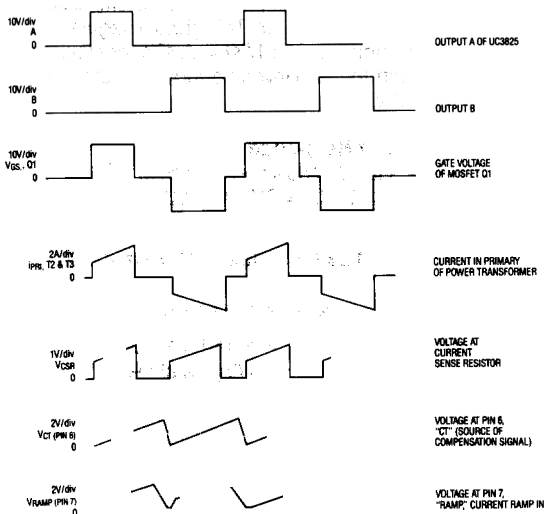 10V/div
A
0
OUTPUT A OF UC3825
10V/div
B
0
OUTPUT B
10V/div
VGS, Q1
0
GATE VOLTAGE
OF MOSFET Q1
2A/div
iPRI, T2 & T3
0
CURRENT IN PRIMARY
OF POWER TRANSFORMER
1V/div
VCSR
0
VOLTAGE AT
CURRENT
SENSE RESISTOR
2V/div
VCT (PIN 6)
0
VOLTAGE AT PIN 6,
"CT" (SOURCE OF
COMPENSATION SIGNAL)
2V/div
VRAMP (PIN 7)
0
VOLTAGE AT PIN 7,
"RAMP," CURRENT RAMP IN